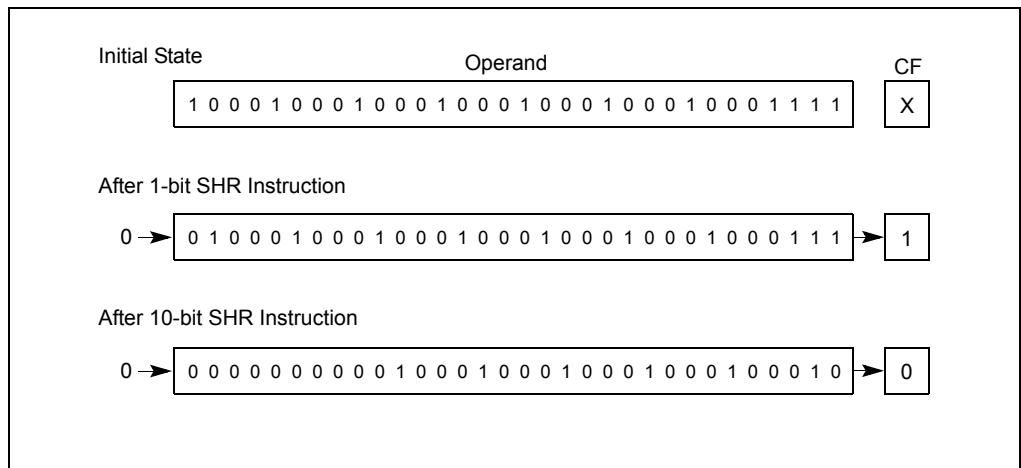 Initial State
Operand
CF
1 0 0 0 1 0 0 0 1 0 0 0 1 0 0 0 1 0 0 0 1 0 0 0 1 0 0 0 1 1 1 1 X
After 1-bit SHR Instruction
0 0 1 0 0 0 1 0 0 0 1 0 0 0 1 0 0 0 1 0 0 0 1 0 0 0 1 0 0 0 1 1 1 1
After 10-bit SHR Instruction
0 0 0 0 0 0 0 0 0 0 0 1 0 0 0 1 0 0 0 1 0 0 0 1 0 0 0 1 0 0 0 1 0 0